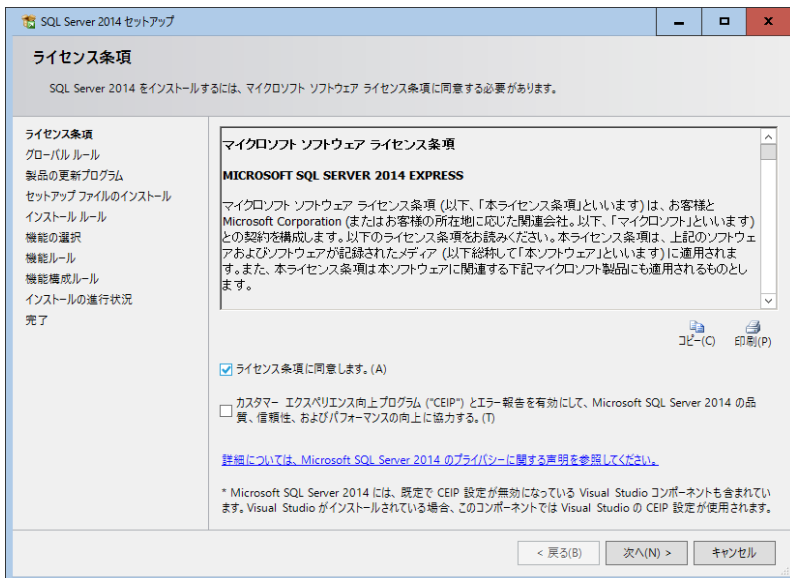 SQL Server 2014 セットアップ
ライセンス条項
SQL Server 2014 をインストールするには、マイクロソフト ソフトウェア ライセンス条項に同意する必要があります。
ライセンス条項
グローバル ルール
製品の更新プログラム
セットアップ ファイルのインストール
インストール ルール
機能の選択
機能ルール
機能構成ルール
インストールの進行状況
完了
マイクロソフト ソフトウェア ライセンス条項
MICROSOFT SQL SERVER 2014 EXPRESS
マイクロソフト ソフトウェア ライセンス条項 (以下、「本ライセンス条項」といいます) は、お客様と
Microsoft Corporation (またはお客様の所在地に応じた関連会社。以下、「マイクロソフト」といいます)
との契約を構成します。以下のライセンス条項をお読みください。本ライセンス条項は、上記のソフトウェ
アおよびソフトウェアが記録されたメディア (以下総称して「本ソフトウェア」といいます) に適用されま
す。また、本ライセンス条項は本ソフトウェアに関連する下記マイクロソフト製品にも適用されるものとし
ます。
コピー(C) 印刷(P)
ライセンス条項に同意します。(A)
カスタマー エクスペリエンス向上プログラム ("CEIP") とエラー報告を有効にして、Microsoft SQL Server 2014 の品
質、信頼性、およびパフォーマンスの向上に協力する。(T)
詳細については、Microsoft SQL Server 2014 のプライバシーに関する声明を参照してください。
* Microsoft SQL Server 2014 には、既定で CEIP 設定が無効になっている Visual Studio コンポーネントも含まれてい
ます。Visual Studio がインストールされている場合、このコンポーネントでは Visual Studio の CEIP 設定が使用されます。
< 戻る(B) 次へ(N) > キャンセル